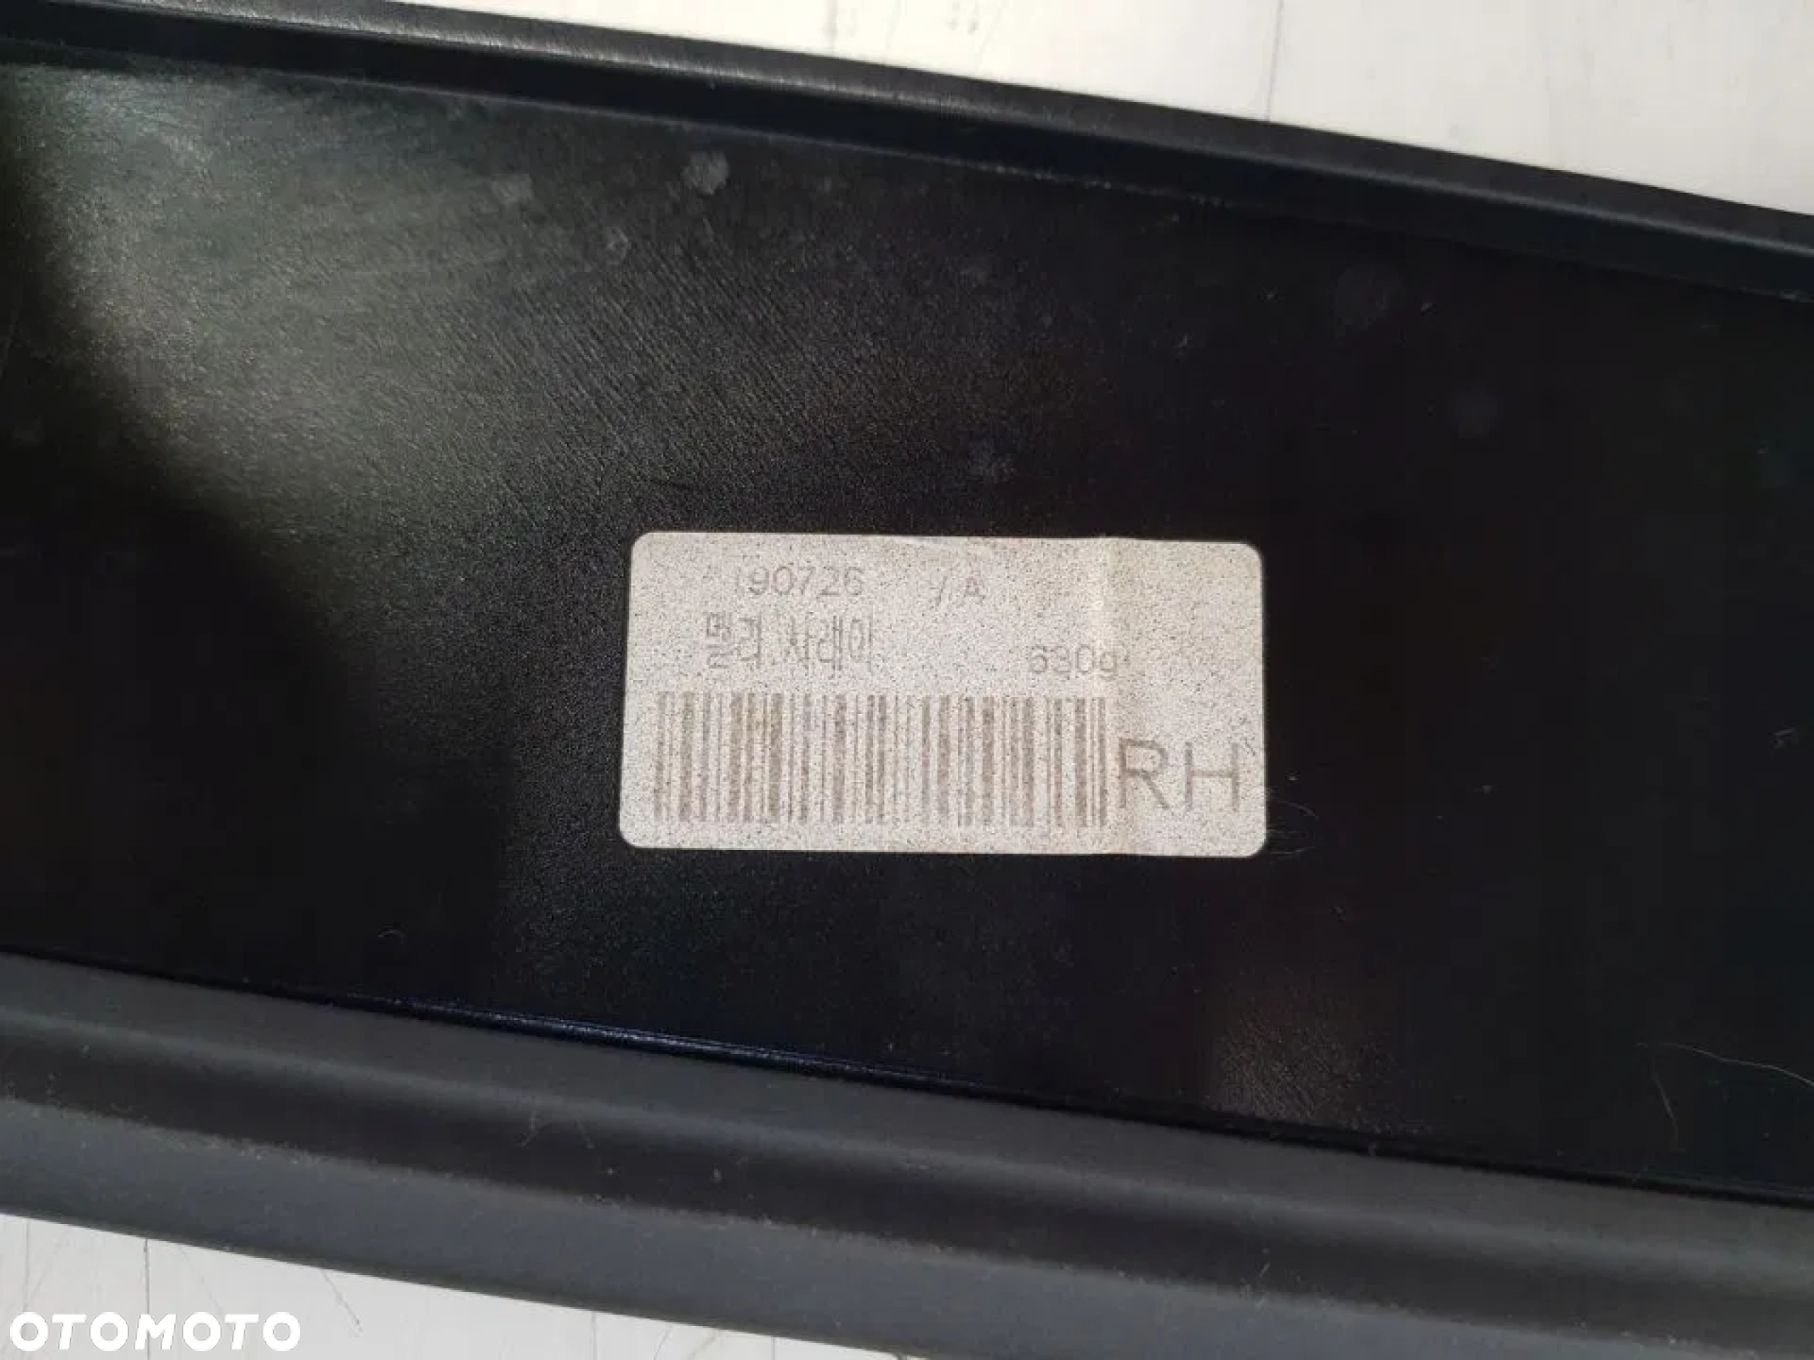 190726 / A
630g
RH
OTOMOTO